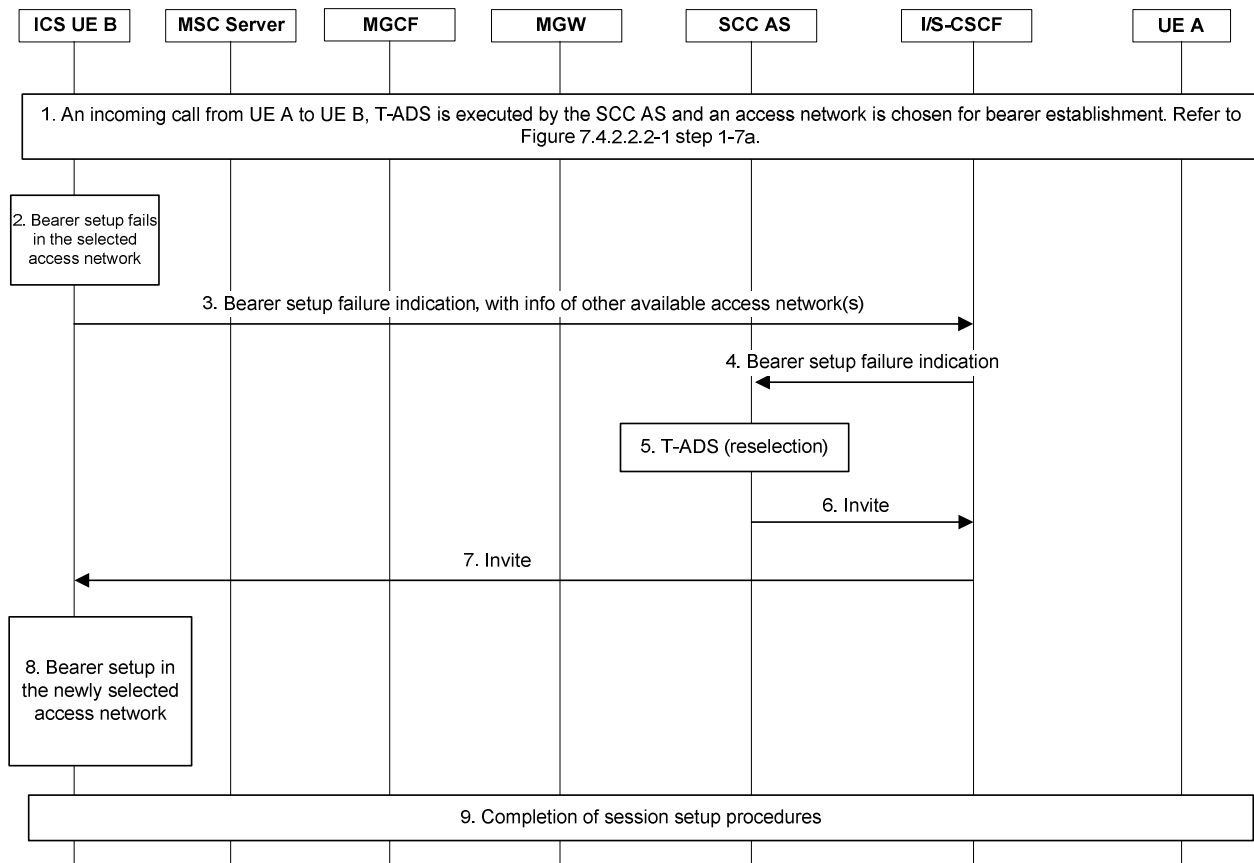 ICS UE B
MSC Server
MGCF
MGW
SCC AS
I/S-CSCF
UE A
1. An incoming call from UE A to UE B, T-ADS is executed by the SCC AS and an access network is chosen for bearer establishment. Refer to
Figure 7.4.2.2.2-1 step 1-7a.
2. Bearer setup fails
in the selected
access network
3. Bearer setup failure indication, with info of other available access network(s)
4. Bearer setup failure indication
5. T-ADS (reselection)
6. Invite
7. Invite
8. Bearer setup in
the newly selected
access network
9. Completion of session setup procedures